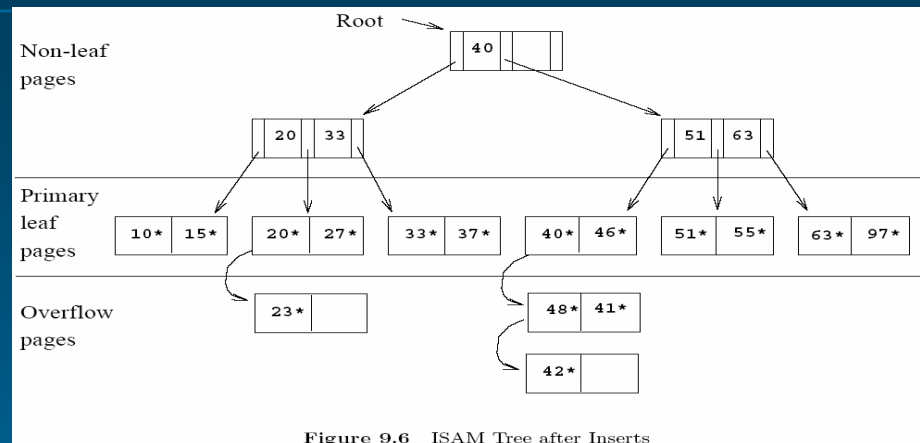 Root
Non-leaf
pages
40
20 33
51 63
Primary
leaf
pages
10* 15* 20* 27* 33* 37* 40* 46* 51* 55* 63* 97*
Overflow
pages
23*
48* 41*
42*
Figure 9.6 ISAM Tree after Inserts